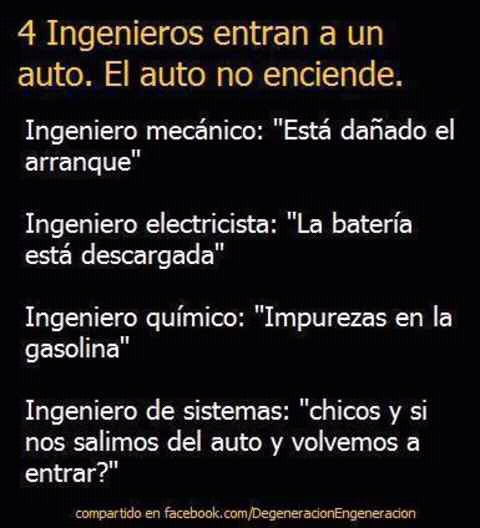 4 Ingenieros entran a un
auto. El auto no enciende.
Ingeniero mecánico: "Está dañado el
arranque"
Ingeniero electricista: "La batería
está descargada"
Ingeniero químico: "Impurezas en la
gasolina"
Ingeniero de sistemas: "chicos y si
nos salimos del auto y volvemos a
entrar?"
compartido en facebook.com/DegeneracionEngeneracion